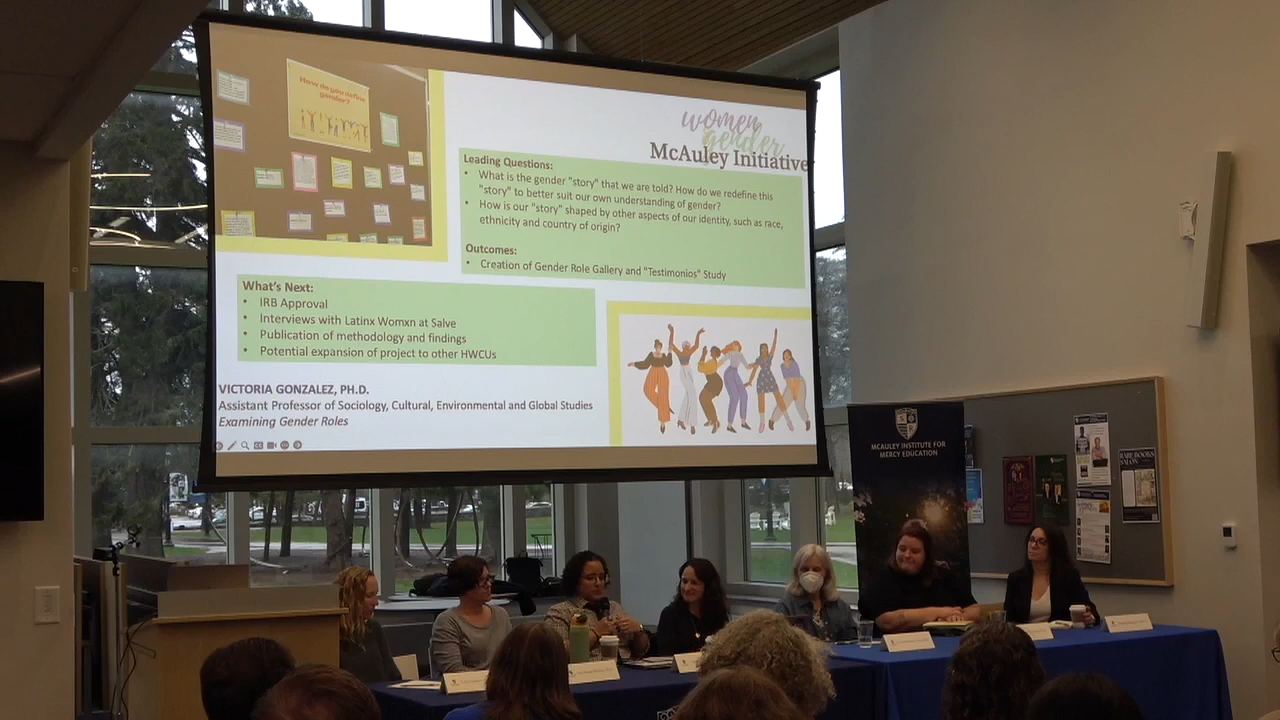 How do you define
gender?
women
gender
McAuley Initiative
Leading Questions:
• What is the gender "story" that we are told? How do we redefine this
"story" to better suit our own understanding of gender?
• How is our "story" shaped by other aspects of our identity, such as race,
ethnicity and country of origin?
Outcomes:
• Creation of Gender Role Gallery and "Testimonios" Study
What's Next:
• IRB Approval
• Interviews with Latinx Womxn at Salve
• Publication of methodology and findings
• Potential expansion of project to other HWCUs
VICTORIA GONZALEZ, PH.D.
Assistant Professor of Sociology, Cultural, Environmental and Global Studies
Examining Gender Roles
MCAULEY INSTITUTE FOR
MERCY EDUCATION
RARE BOOKS
SALON